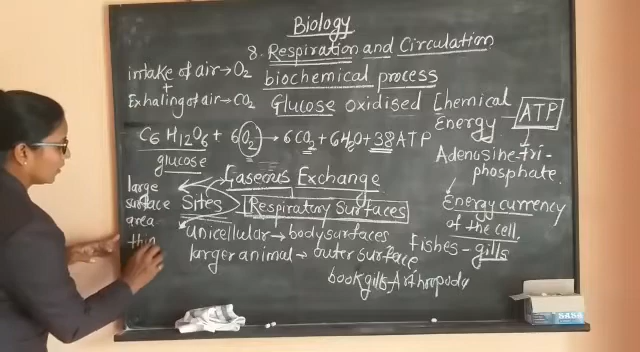 Biology
8. Respiration and Circulation
intake of air → O2
+
Exhaling of air → CO2
biochemical process
Glucose oxidised
Chemical Energy - ATP
C6 H12O6 + 6O2 → 6CO2 + 6H2O + 38ATP
glucose
Adenosine-tri-
phosphate.
Gaseous Exchange
large
surface
area
thin
Sites
Respiratory Surfaces
Energy currency
of the cell.
unicellular → body surfaces
larger animal → outer surface
Fishes - gills
book gills - Arthropoda